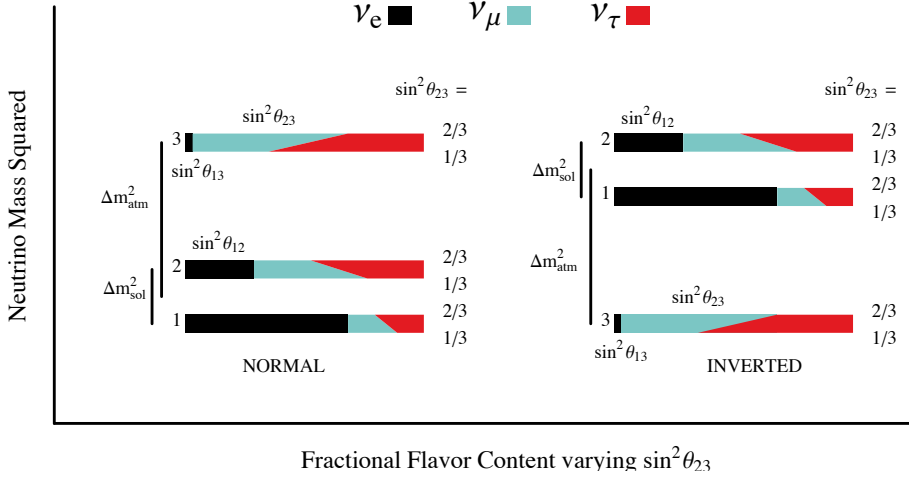 νe νμ ντ
Neutrino Mass Squared
sin²θ23 =
sin²θ23
3
2/3
1/3
sin²θ13
Δm²atm
sin²θ12
2
2/3
1/3
Δm²sol
1
2/3
1/3
NORMAL
sin²θ23 =
sin²θ12
2
2/3
1/3
Δm²sol
1
2/3
1/3
Δm²atm
sin²θ23
3
2/3
1/3
sin²θ13
INVERTED
Fractional Flavor Content varying sin²θ23